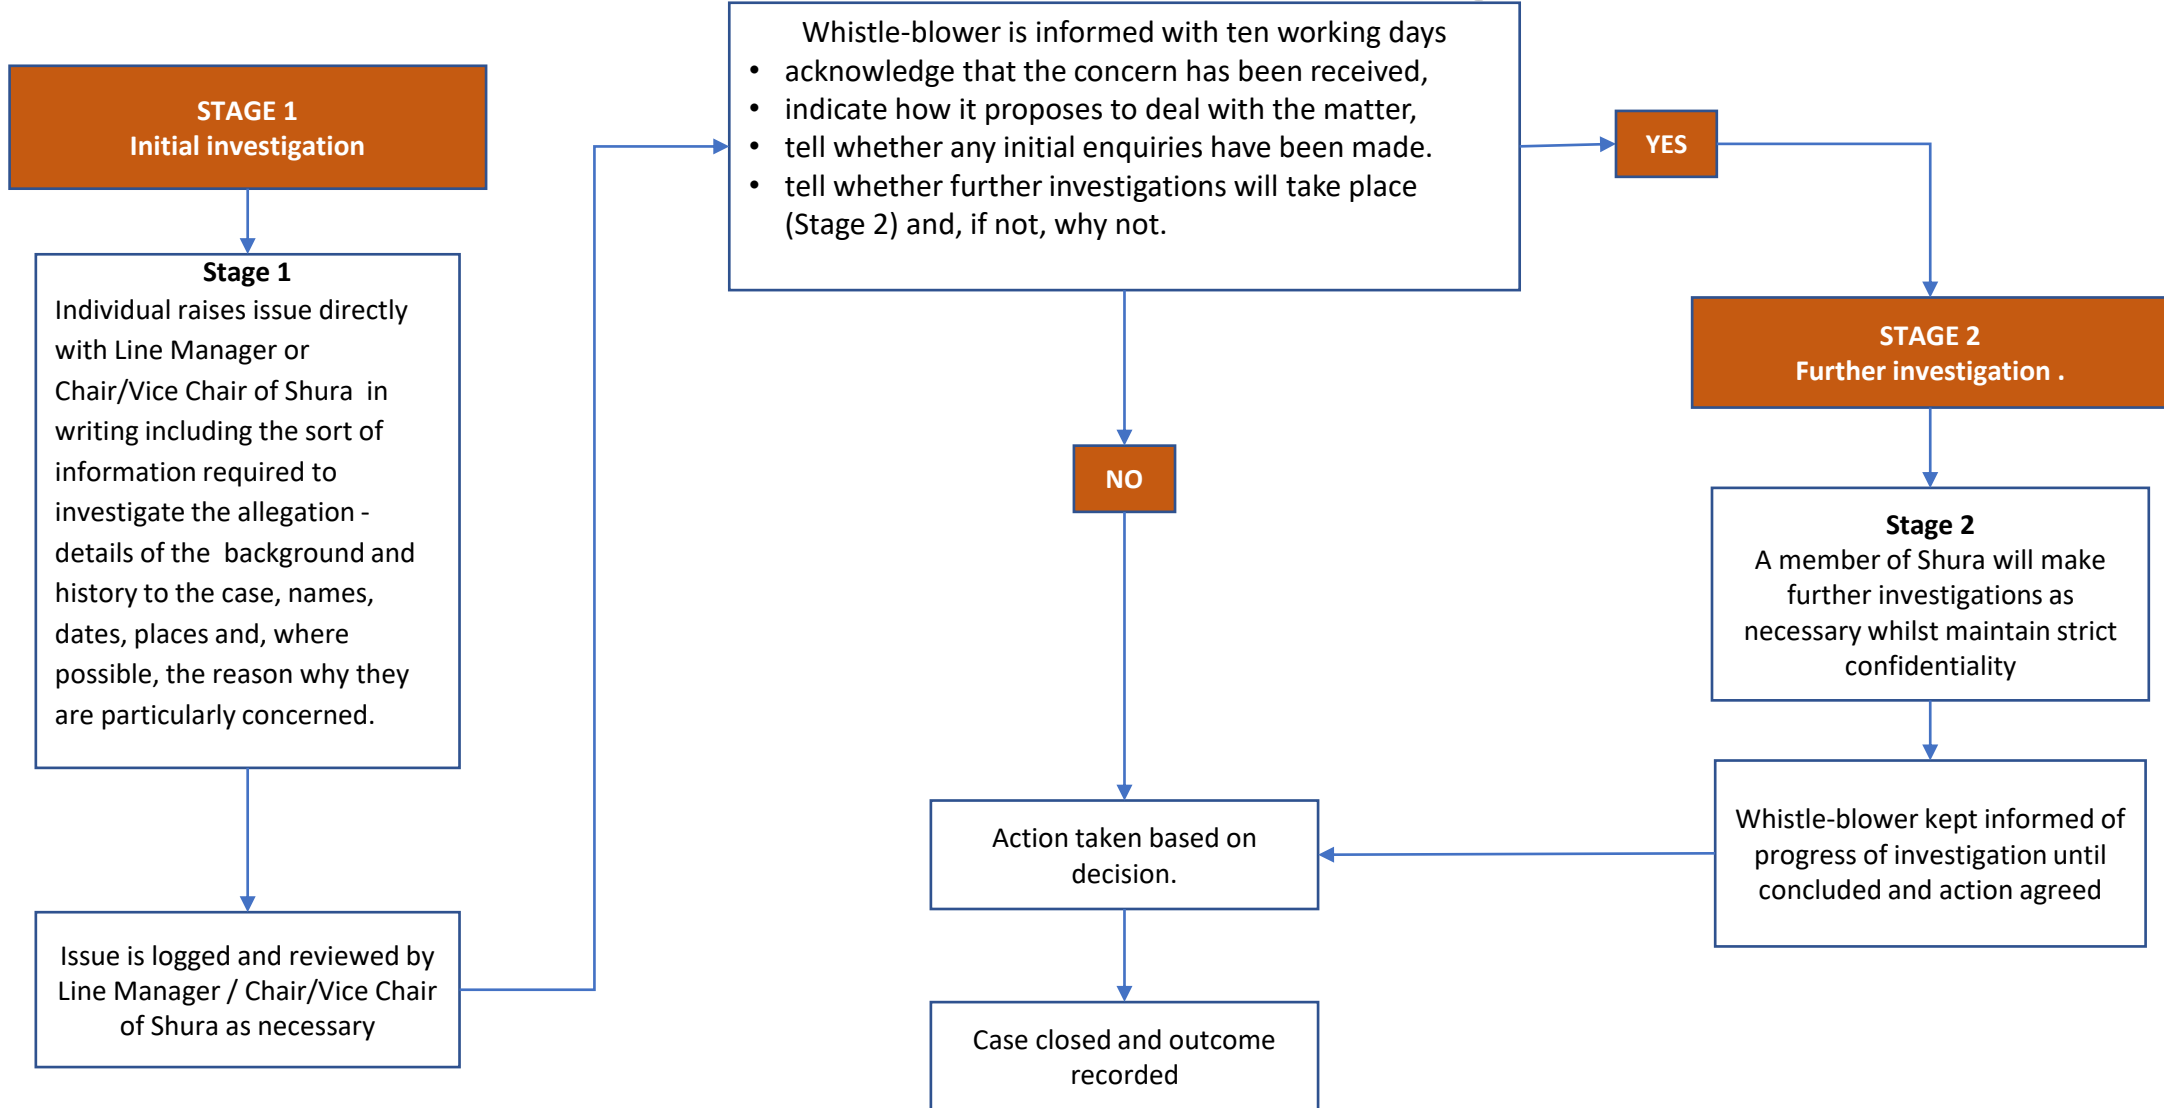 STAGE 1
Initial investigation
Stage 1
Individual raises issue directly
with Line Manager or
Chair/Vice Chair of Shura  in
writing including the sort of
information required to
investigate the allegation -
details of the  background and
history to the case, names,
dates, places and, where
possible, the reason why they
are particularly concerned.
Issue is logged and reviewed by
Line Manager / Chair/Vice Chair
of Shura as necessary
Whistle-blower is informed with ten working days
• acknowledge that the concern has been received,
• indicate how it proposes to deal with the matter,
• tell whether any initial enquiries have been made.
• tell whether further investigations will take place
(Stage 2) and, if not, why not.
YES
NO
STAGE 2
Further investigation .
Stage 2
A member of Shura will make
further investigations as
necessary whilst maintain strict
confidentiality
Whistle-blower kept informed of
progress of investigation until
concluded and action agreed
Action taken based on
decision.
Case closed and outcome
recorded